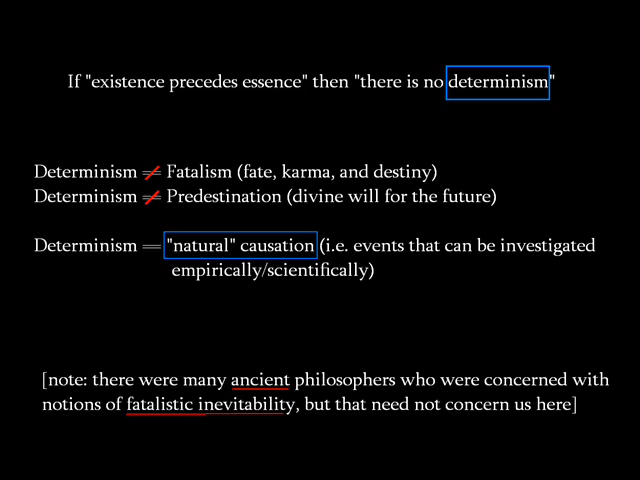 If "existence precedes essence" then "there is no determinism"
Determinism ≠ Fatalism (fate, karma, and destiny)
Determinism ≠ Predestination (divine will for the future)
Determinism = "natural" causation (i.e. events that can be investigated
empirically/scientifically)
[note: there were many ancient philosophers who were concerned with
notions of fatalistic inevitability, but that need not concern us here]